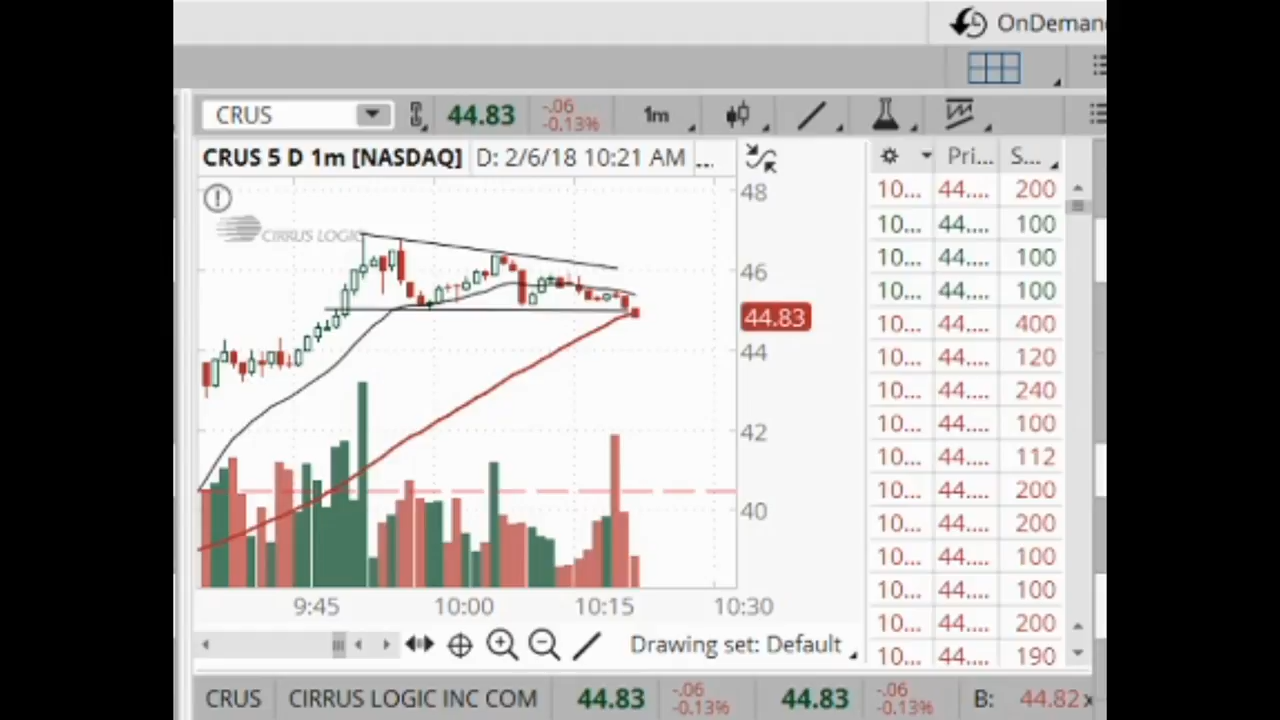 OnDeman
CRUS
44.83
-.06
-0.13%
1m
CRUS 5 D 1m [NASDAQ]
D: 2/6/18 10:21 AM ...
Pri...
S...
CIRRUS LOGIC
48
46
44.83
44
42
40
9:45
10:00
10:15
10:30
10... 44.... 200
10... 44.... 100
10... 44.... 100
10... 44.... 100
10... 44.... 400
10... 44.... 120
10... 44.... 240
10... 44.... 100
10... 44.... 112
10... 44.... 200
10... 44.... 200
10... 44.... 100
10... 44.... 100
10... 44.... 200
10... 44.... 190
Drawing set: Default
CRUS
CIRRUS LOGIC INC COM
44.83
-.06
-0.13%
44.83
-.06
-0.13%
B: 44.82 x